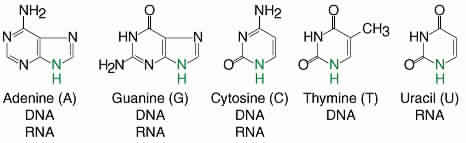 NH2 O NH2 O O
N N HN N N HN CH3 HN
N N H2N N N O N O N O N
H H H H H
Adenine (A) Guanine (G) Cytosine (C) Thymine (T) Uracil (U)
DNA DNA DNA DNA RNA
RNA RNA RNA